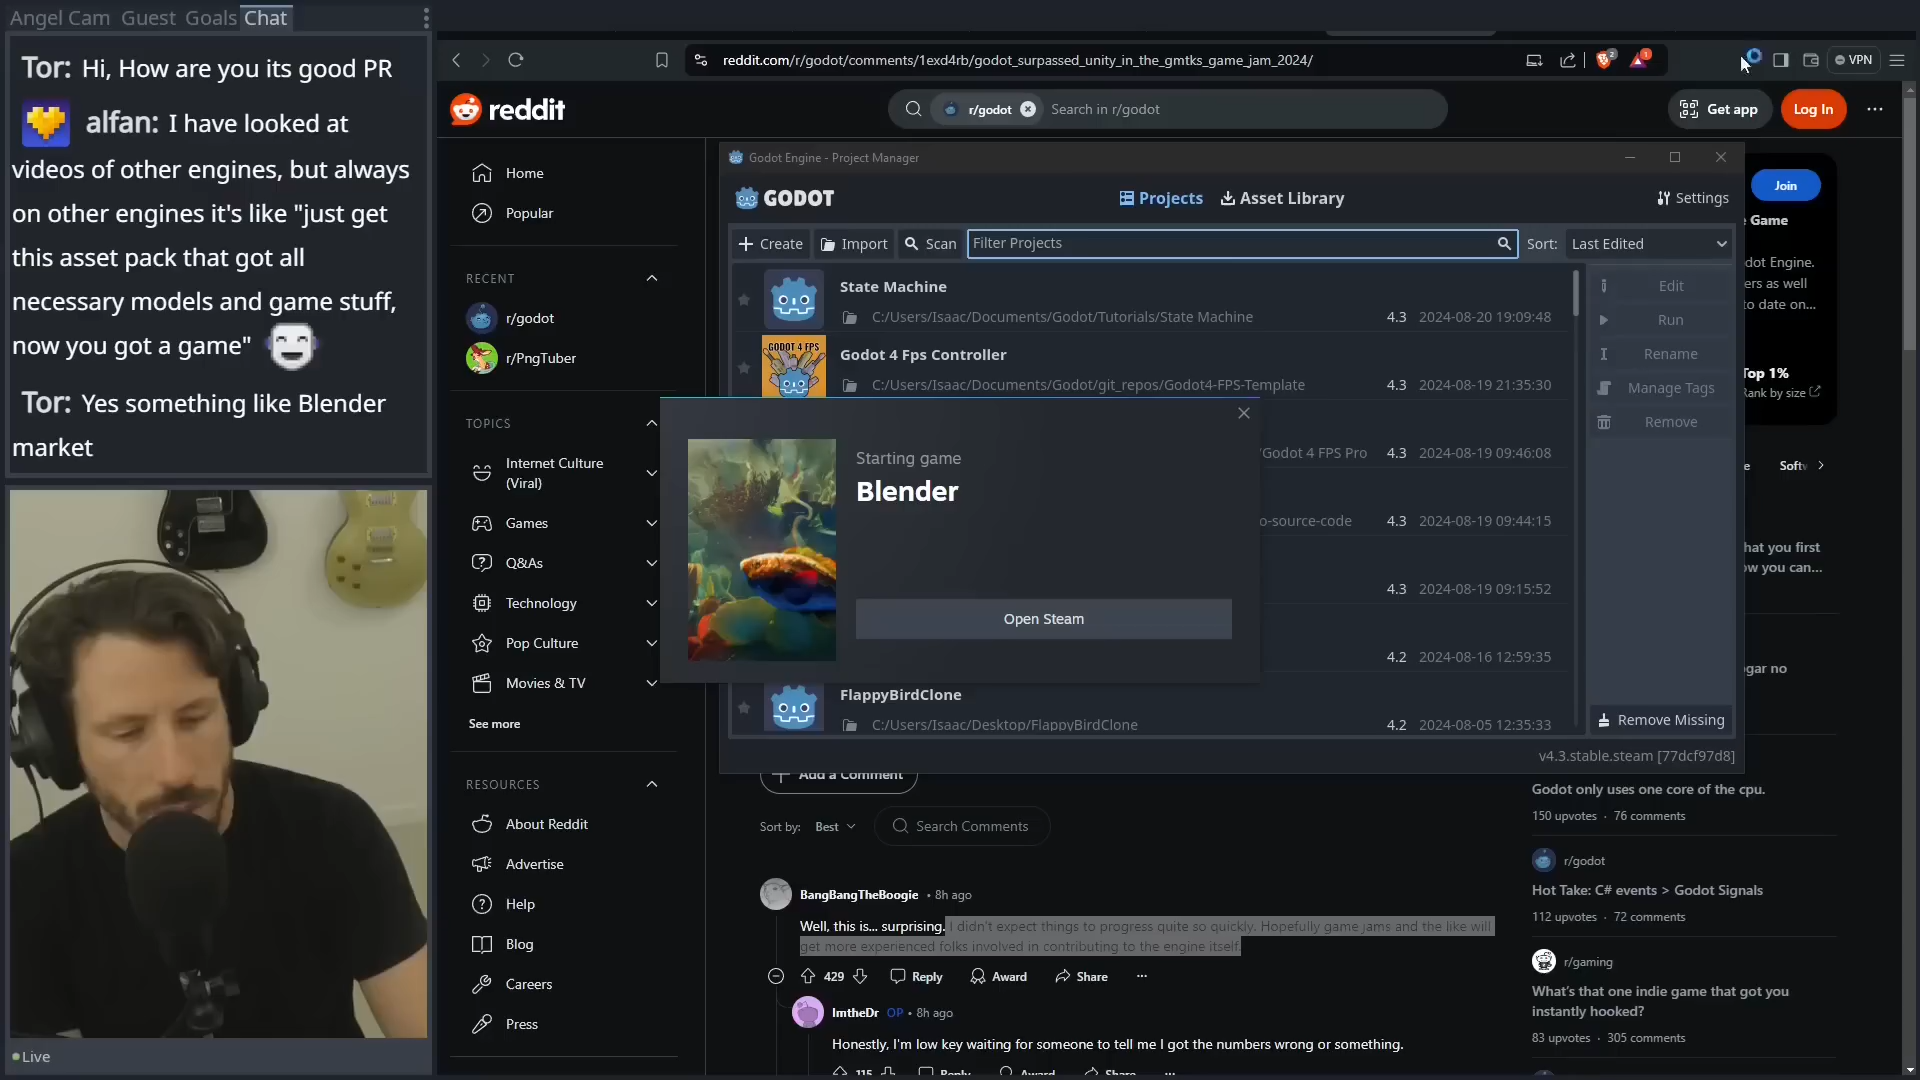 Angel Cam Guest Goals Chat
Tor: Hi, How are you its good PR
alfan: I have looked at
videos of other engines, but always
on other engines it's like "just get
this asset pack that got all
necessary models and game stuff,
now you got a game"
Tor: Yes something like Blender
market
Live
reddit.com/r/godot/comments/1exd4rb/godot_surpassed_unity_in_the_gmtks_game_jam_2024/
2
1
VPN
reddit
r/godot
Search in r/godot
Get app
Log In
Home
Popular
RECENT
r/godot
r/PngTuber
TOPICS
Internet Culture
(Viral)
Games
Q&As
Technology
Pop Culture
Movies & TV
See more
RESOURCES
About Reddit
Advertise
Help
Blog
Careers
Press
Godot Engine - Project Manager
GODOT
Projects
Asset Library
Settings
Create
Import
Scan
Filter Projects
Sort:
Last Edited
State Machine
C:/Users/Isaac/Documents/Godot/Tutorials/State Machine
4.3 2024-08-20 19:09:48
GODOT 4 FPS
Godot 4 Fps Controller
C:/Users/Isaac/Documents/Godot/git_repos/Godot4-FPS-Template
4.3 2024-08-19 21:35:30
/Godot 4 FPS Pro
4.3 2024-08-19 09:46:08
o-source-code
4.3 2024-08-19 09:44:15
4.3 2024-08-19 09:15:52
4.2 2024-08-16 12:59:35
FlappyBirdClone
C:/Users/Isaac/Desktop/FlappyBirdClone
4.2 2024-08-05 12:35:33
Edit
Run
Rename
Manage Tags
Remove
Remove Missing
v4.3.stable.steam [77dcf97d8]
Starting game
Blender
Open Steam
Join
e Game
dot Engine.
ers as well
to date on...
Top 1%
Rank by size
e
Softw
hat you first
ow you can...
gar no
Add a Comment
Sort by:
Best
Search Comments
BangBangTheBoogie • 8h ago
Well, this is... surprising. I didn't expect things to progress quite so quickly. Hopefully game jams and the like will
get more experienced folks involved in contributing to the engine itself.
429
Reply
Award
Share
ImtheDr OP • 8h ago
Honestly, I'm low key waiting for someone to tell me I got the numbers wrong or something.
115
Reply
Award
Share
Godot only uses one core of the cpu.
150 upvotes · 76 comments
r/godot
Hot Take: C# events > Godot Signals
112 upvotes · 72 comments
r/gaming
What's that one indie game that got you
instantly hooked?
83 upvotes · 305 comments